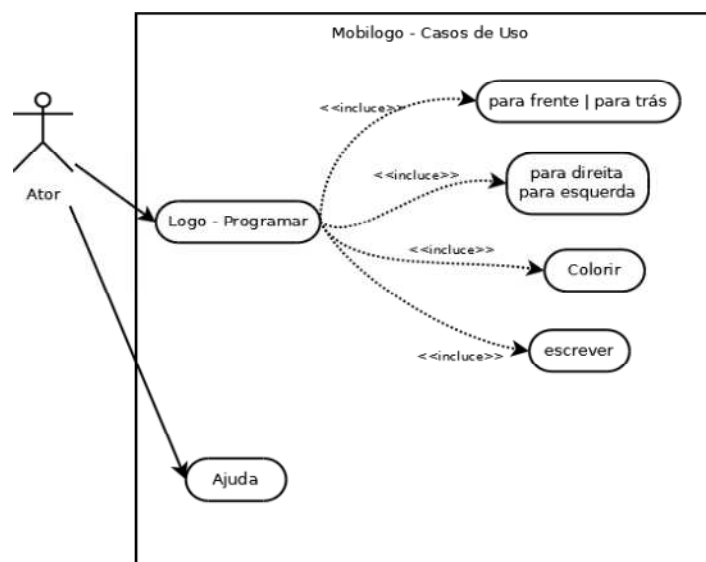 Mobilogo - Casos de Uso
<<incluce>>
para frente | para trás
<<incluce>>
para direita
para esquerda
Ator
Logo - Programar
<<incluce>>
Colorir
<<incluce>>
escrever
Ajuda